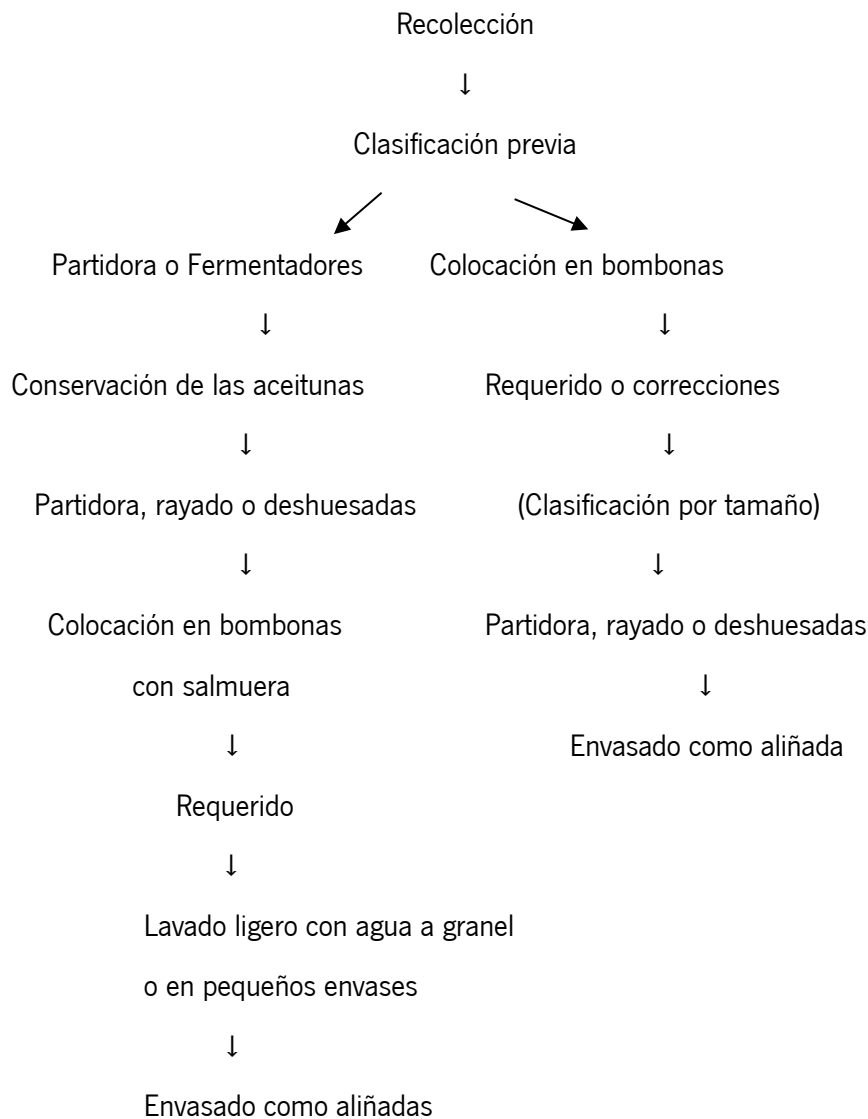 Recolección
↓
Clasificación previa
Partidora o Fermentadores
Colocación en bombonas
↓
↓
Conservación de las aceitunas
Requerido o correcciones
↓
↓
Partidora, rayado o deshuesadas
(Clasificación por tamaño)
↓
↓
Colocación en bombonas
Partidora, rayado o deshuesadas
con salmuera
↓
↓
Envasado como aliñada
Requerido
↓
Lavado ligero con agua a granel
o en pequeños envases
↓
Envasado como aliñadas